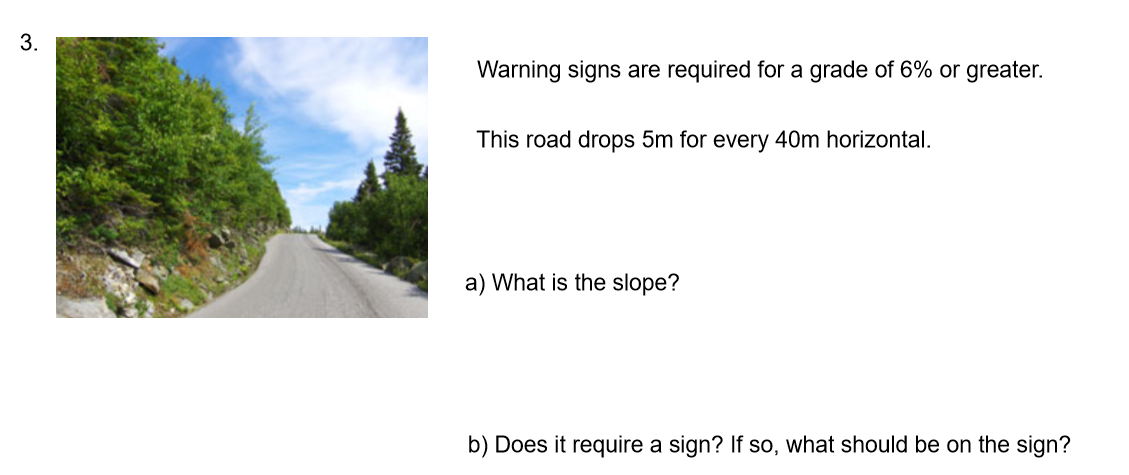 3.
Warning signs are required for a grade of 6% or greater.
This road drops 5m for every 40m horizontal.
a) What is the slope?
b) Does it require a sign? If so, what should be on the sign?